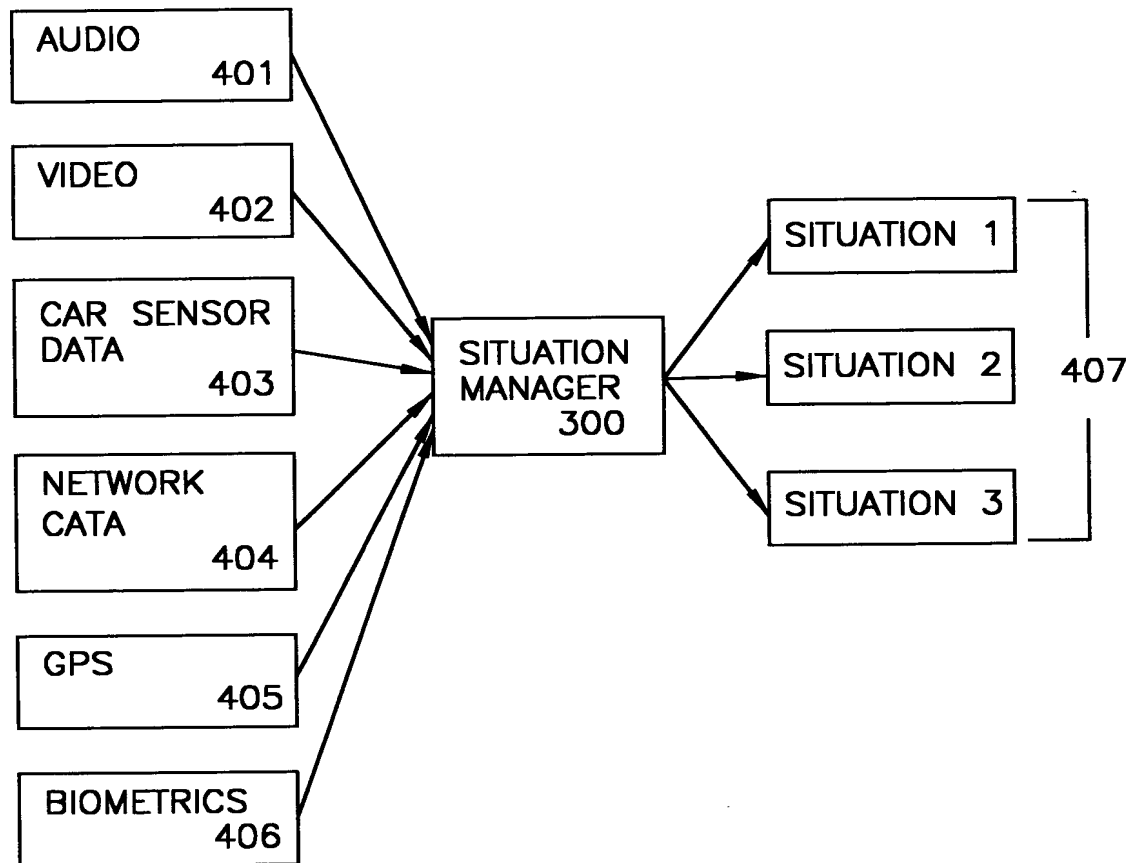 AUDIO
401
VIDEO
402
CAR SENSOR
DATA
403
NETWORK
CATA
404
GPS
405
BIOMETRICS
406
SITUATION
MANAGER
300
SITUATION 1
SITUATION 2
SITUATION 3
407